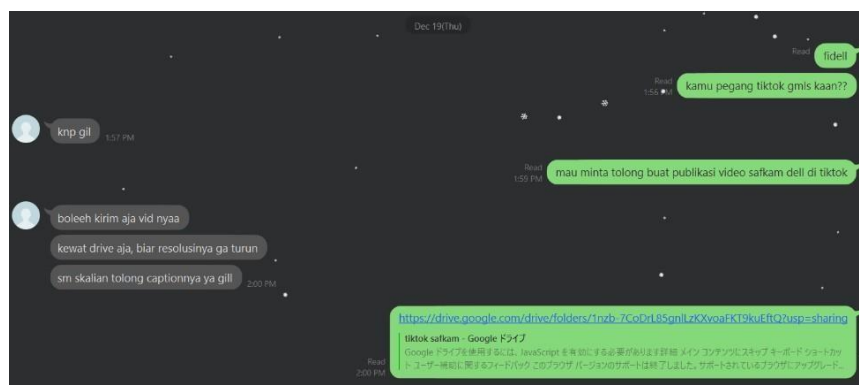 Dec 19(Thu)
Read
fidell
Read
1:56 PM
kamu pegang tiktok gmls kaan??
knp gil
1:57 PM
Read
1:59 PM
mau minta tolong buat publikasi video safkam dell di tiktok
boleeh kirim aja vid nyaa
kewat drive aja, biar resolusinya ga turun
sm skalian tolong captionnya ya gill
2:00 PM
https://drive.google.com/drive/folders/1nzb-7CoDrL85gnlLzKXvoaFKT9kuEftQ?usp=sharing
tiktok safkam - Google ドライブ
Google ドライブを使用するには、JavaScript を有効にする必要があります詳細 メイン コンテンツにスキップ キーボード ショートカッ
ト ユーザー補助に関するフィードバック このブラウザ バージョンのサポートは終了しました。サポートされているブラウザにアップグレード...
Read
2:00 PM